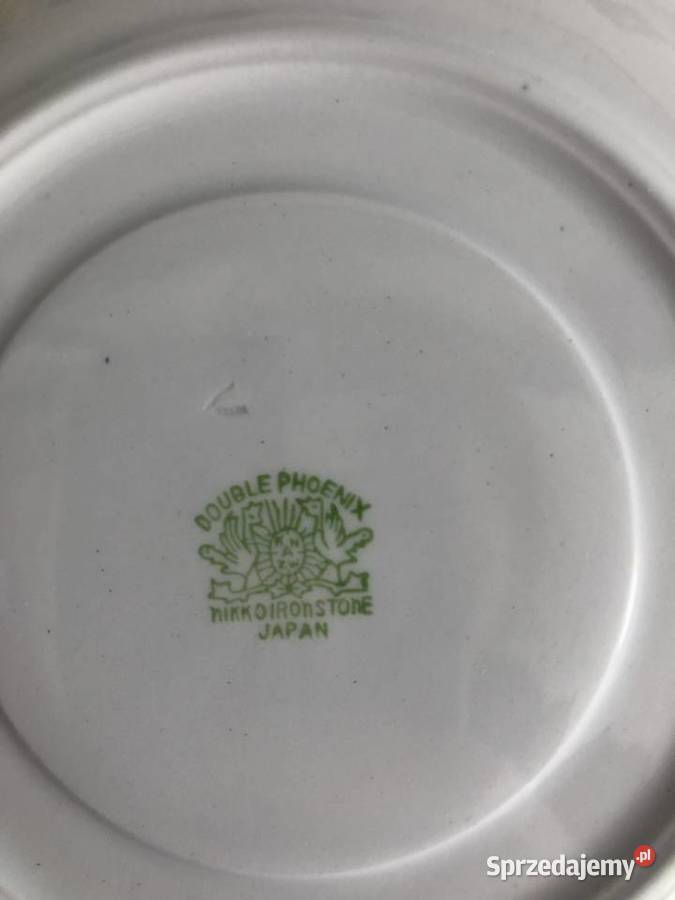 DOUBLE PHOENIX
NIKKO IRONSTONE
JAPAN
Sprzedajemy.pl